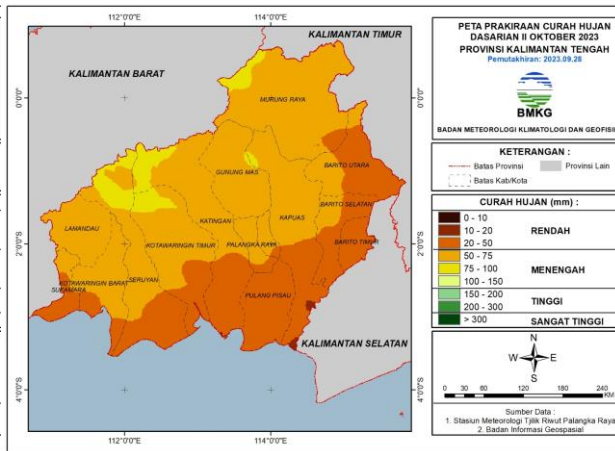 112°0'0"E
114°0'0"E
KALIMANTAN TIMUR
KALIMANTAN BARAT
0°0'0"
MURUNG RAYA
0°0'0"
BARITO UTARA
GUNUNG MAS
BARITO SELATAN
KATINGAN
KAPUAS
LAMANDAU
2°0'0"S
KOTAWARINGIN TIMUR
PALANGKA RAYA
BARITO TIMUR
2°0'0"S
KOTAWARINGIN BARAT
SERUYAN
SUKAMARA
PULANG PISAU
KALIMANTAN SELATAN
4°0'0"S
4°0'0"S
112°0'0"E
114°0'0"E
PETA PRAKIRAAN CURAH HUJAN
DASARIAN II OKTOBER 2023
PROVINSI KALIMANTAN TENGAH
Pemutakhiran: 2023.09.28
BMKG
BADAN METEOROLOGI KLIMATOLOGI DAN GEOFISI
KETERANGAN :
Batas Provinsi
Provinsi Lain
Batas Kab/Kota
CURAH HUJAN (mm) :
0 - 10
10 - 20
RENDAH
20 - 50
50 - 75
75 - 100
MENENGAH
100 - 150
150 - 200
TINGGI
200 - 300
> 300
SANGAT TINGGI
N
W
E
S
0 30 60 120 180 240
KM
Sumber Data :
1. Stasiun Meteorologi Tjilik Riwut Palangka Raya
2. Badan Informasi Geospasial